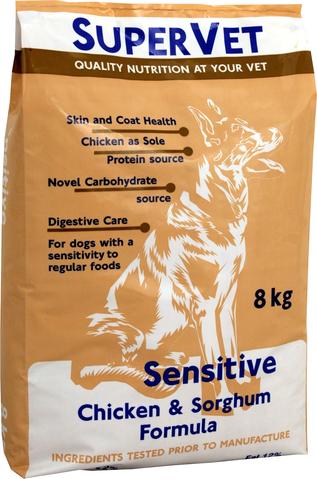 SUPERVET
QUALITY NUTRITION AT YOUR VET
Skin and Coat Health
Chicken as Sole
Protein source
Novel Carbohydrate
source
Digestive Care
For dogs with a
sensitivity to
regular foods
8 kg
Sensitive
Chicken & Sorghum
Formula
INGREDIENTS TESTED PRIOR TO MANUFACTURE
Fat 12%